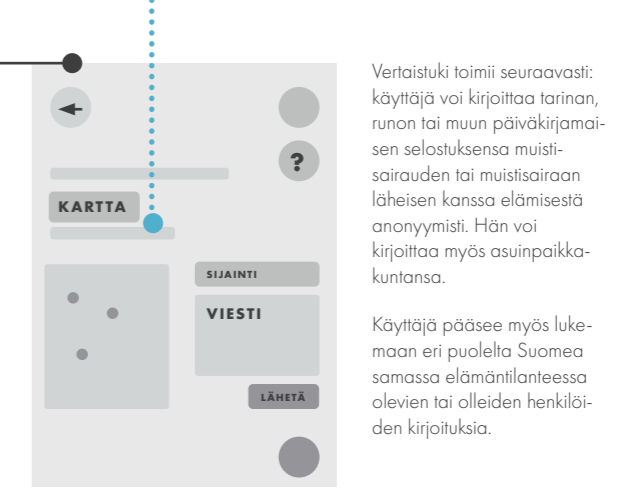 ?
KARTTA
SIJAINTI
VIESTI
LÄHETÄ
Vertaistuki toimii seuraavasti:
käyttäjä voi kirjoittaa tarinan,
runon tai muun päiväkirjamai-
sen selostuksensa muisti-
sairauden tai muistisairaan
läheisen kanssa elämisestä
anonyymisti. Hän voi
kirjoittaa myös asuinpaikka-
kuntansa.
Käyttäjä pääsee myös luke-
maan eri puolelta Suomea
samassa elämäntilanteessa
olevien tai olleiden henkilöi-
den kirjoituksia.